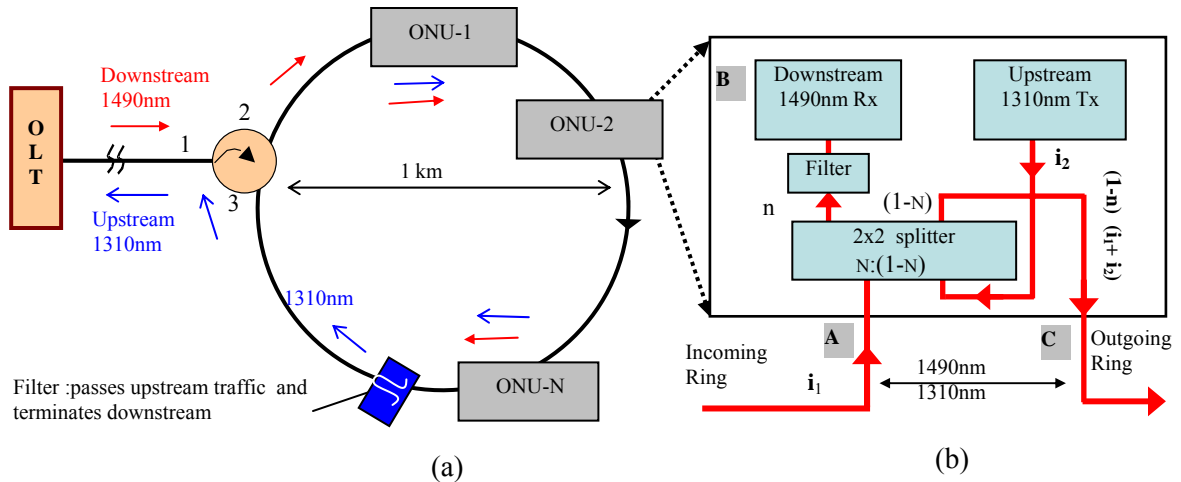 OLT
Downstream
1490nm
1
2
3
Upstream
1310nm
ONU-1
ONU-2
1 km
1310nm
ONU-N
Filter :passes upstream traffic and
terminates downstream
(a)
B
Downstream
1490nm Rx
Upstream
1310nm Tx
Filter
i2
n
(1-N)
2x2 splitter
N:(1-N)
(1-n) (i1+ i2)
A
C
Incoming
Ring
Outgoing
Ring
i1
1490nm
1310nm
(b)